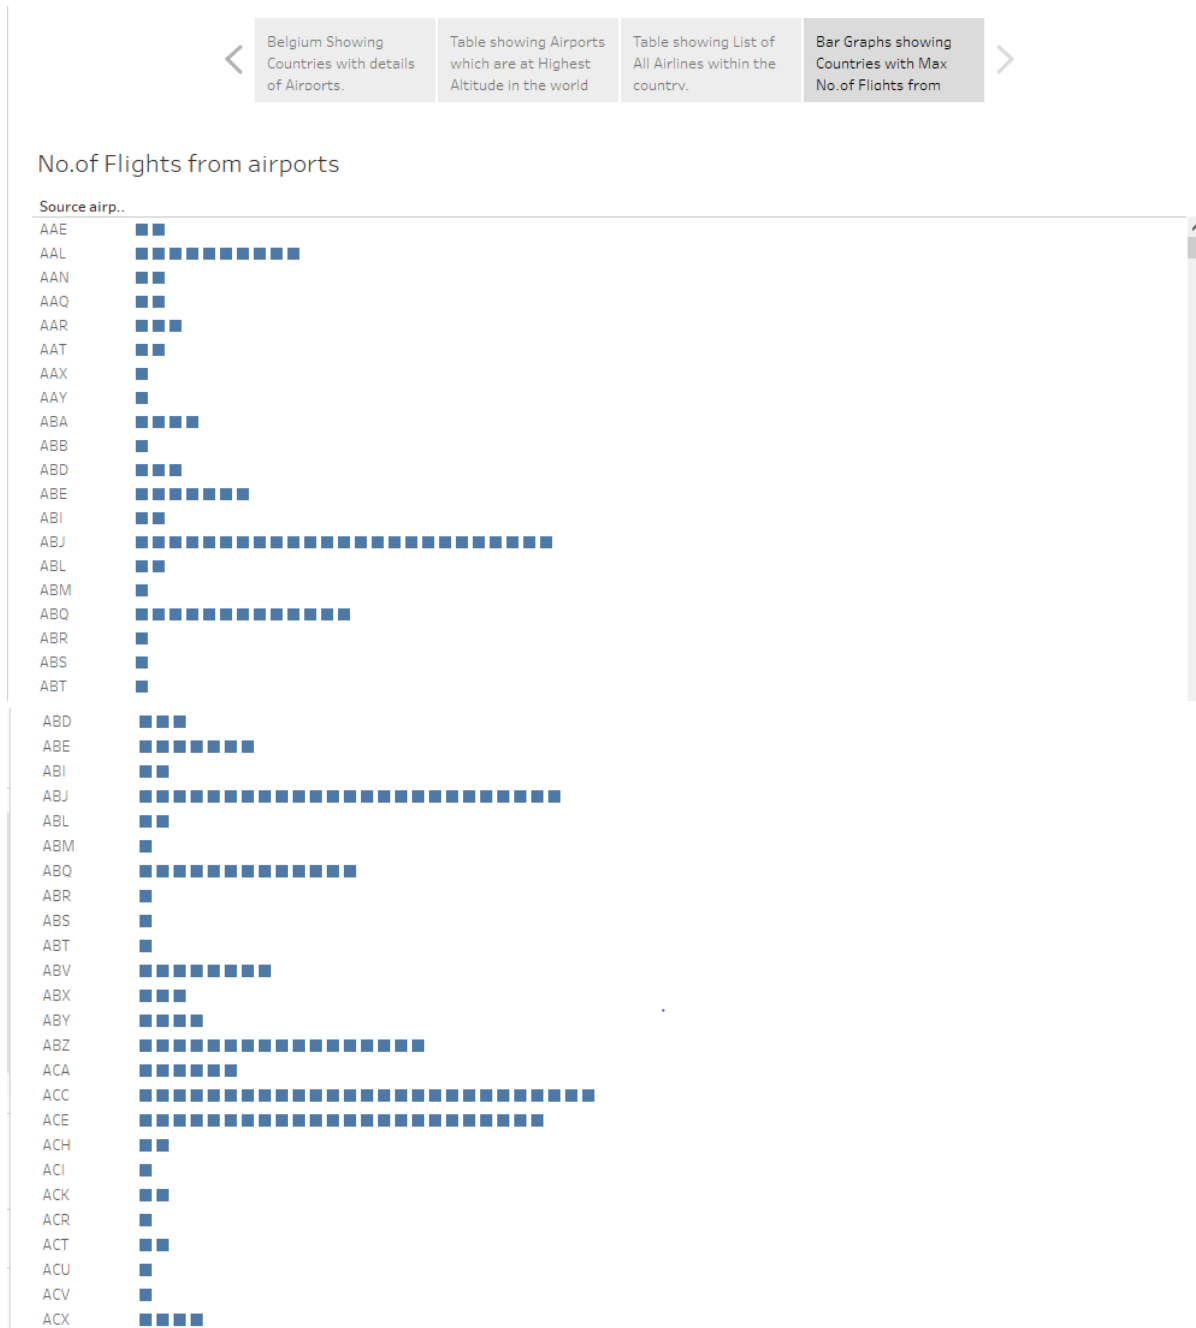 Belgium Showing
Countries with details
of Airports.
Table showing Airports
which are at Highest
Altitude in the world
Table showing List of
All Airlines within the
country.
Bar Graphs showing
Countries with Max
No.of Flights from
No.of Flights from airports
Source airp..
AAE
AAL
AAN
AAQ
AAR
AAT
AAX
AAY
ABA
ABB
ABD
ABE
ABI
ABJ
ABL
ABM
ABQ
ABR
ABS
ABT
ABD
ABE
ABI
ABJ
ABL
ABM
ABQ
ABR
ABS
ABT
ABV
ABX
ABY
ABZ
ACA
ACC
ACE
ACH
ACI
ACK
ACR
ACT
ACU
ACV
ACX